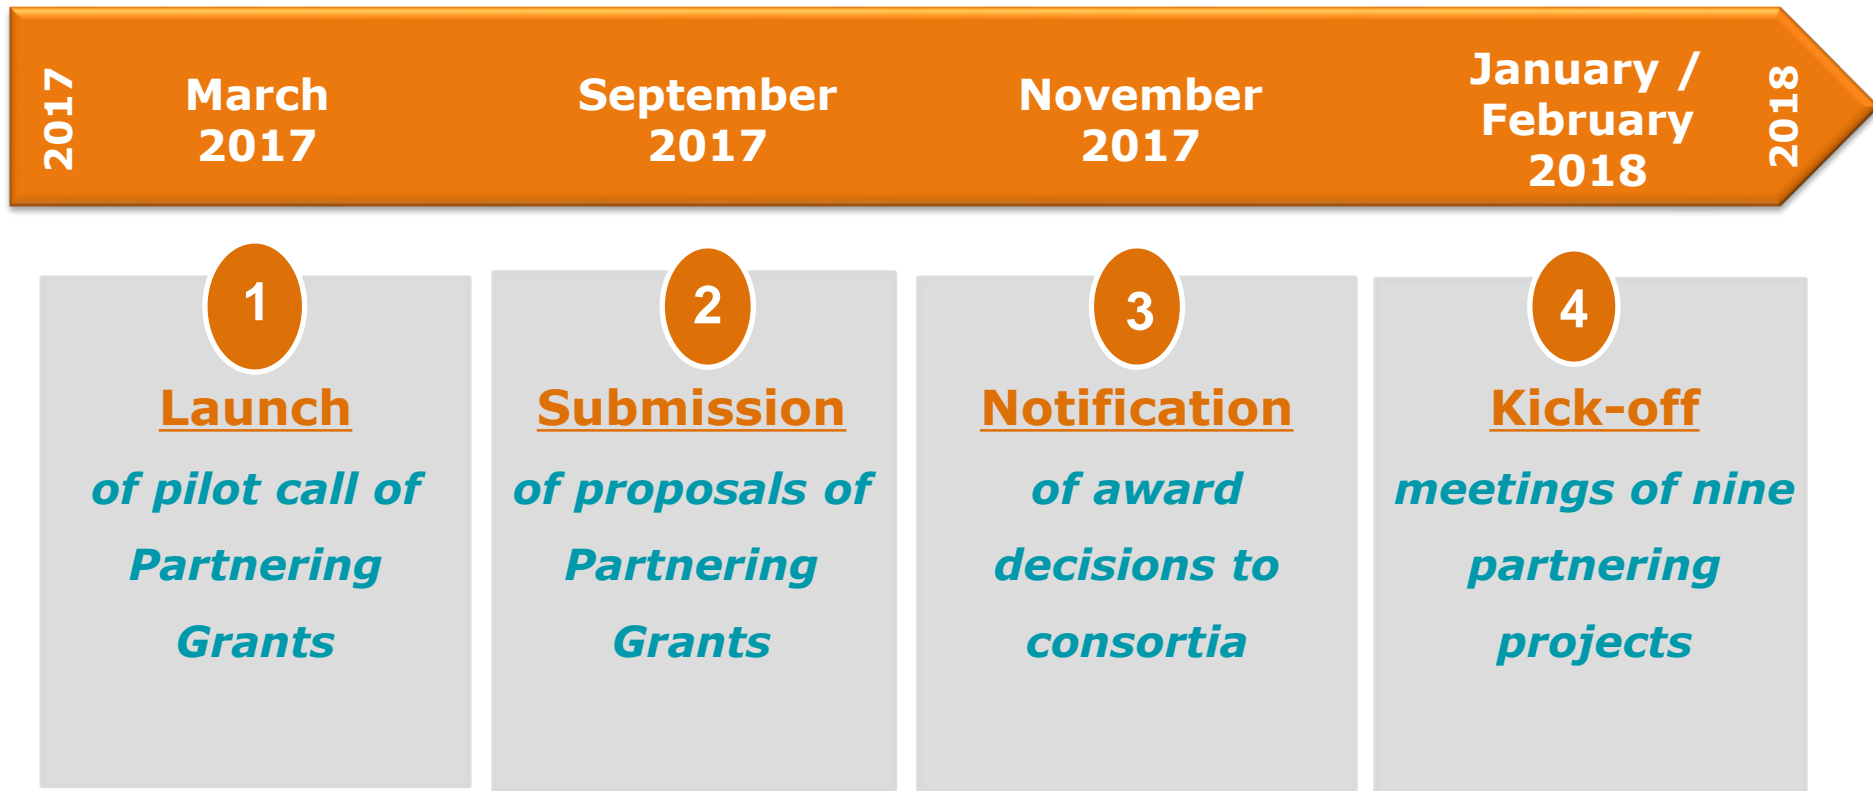 2017
March
2017
September
2017
November
2017
January /
February
2018
2018
1
Launch
of pilot call of
Partnering
Grants
2
Submission
of proposals of
Partnering
Grants
3
Notification
of award
decisions to
consortia
4
Kick-off
meetings of nine
partnering
projects